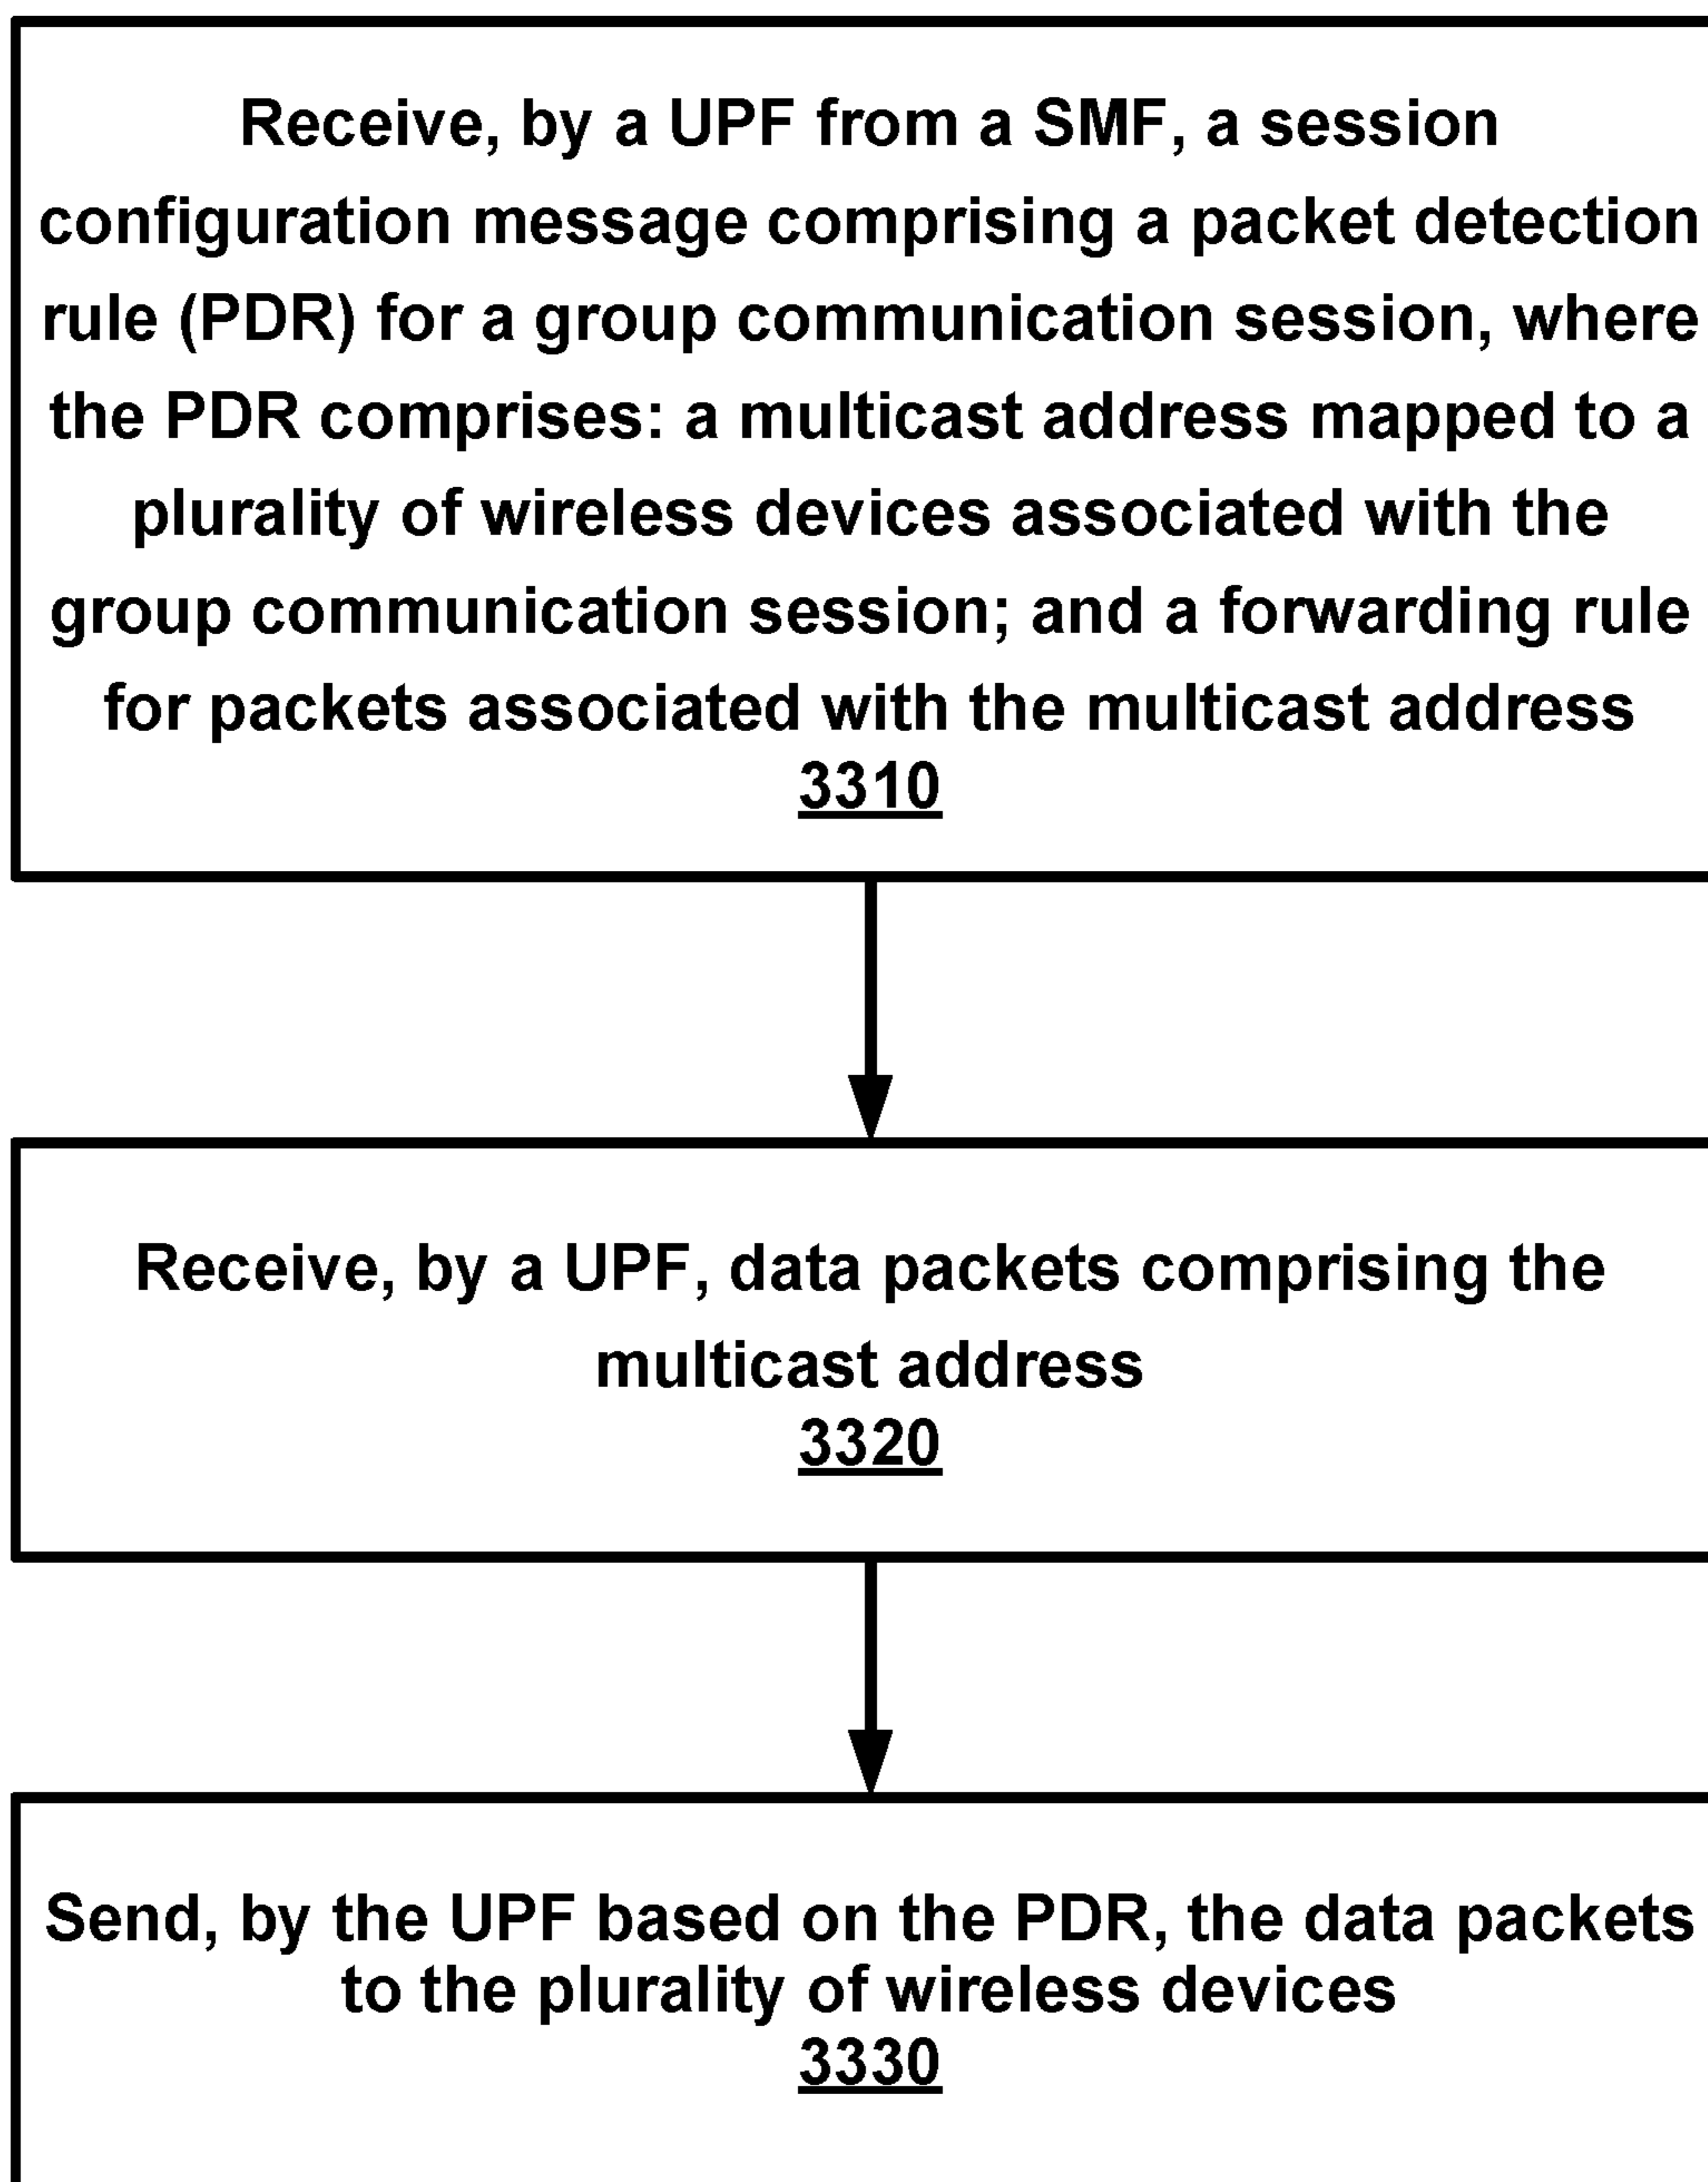 Receive, by a UPF from a SMF, a session
configuration message comprising a packet detection
rule (PDR) for a group communication session, where
the PDR comprises: a multicast address mapped to a
plurality of wireless devices associated with the
group communication session; and a forwarding rule
for packets associated with the multicast address
3310
Receive, by a UPF, data packets comprising the
multicast address
3320
Send, by the UPF based on the PDR, the data packets
to the plurality of wireless devices
3330